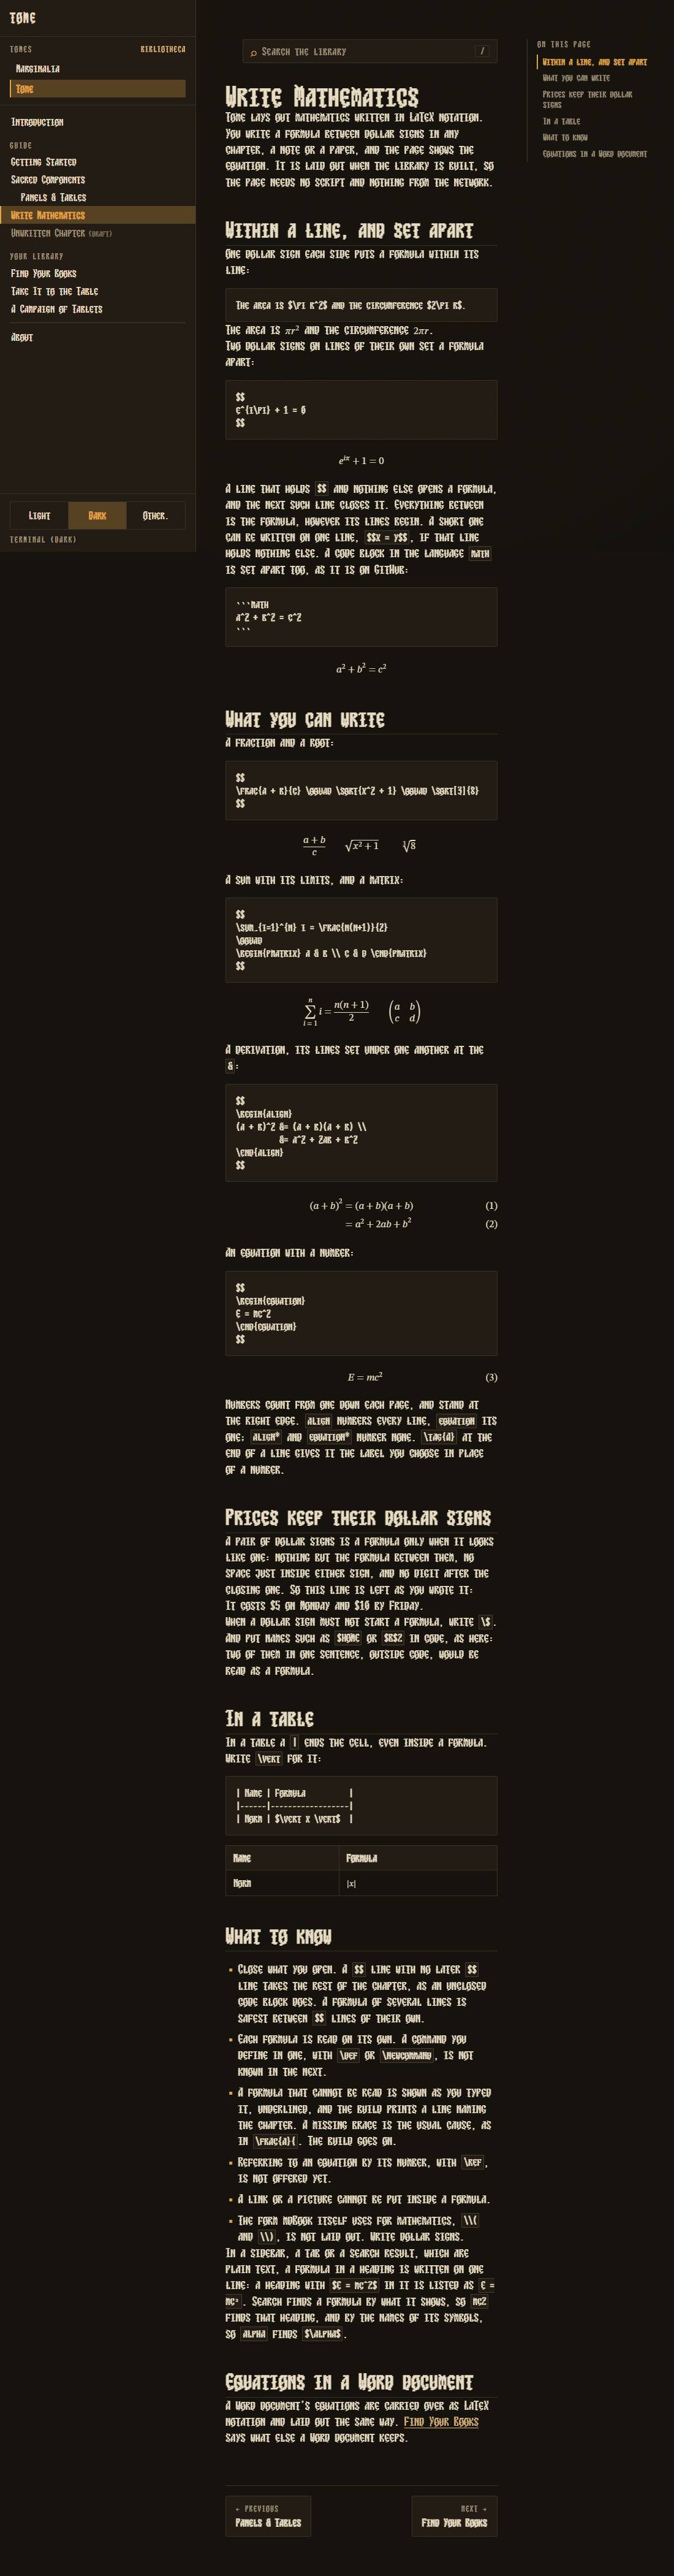 Tome
Tomes
Bibliotheca
Marginalia
Tome
Introduction
Guide
Getting Started
Sacred Components
Panels & Tables
Write Mathematics
Unwritten Chapter (draft)
Your Library
Find Your Books
Take It to the Table
A Campaign of Tablets
About
Light
Dark
Other.
Terminal (dark)
Search the library
/
Write Mathematics
Tome lays out mathematics written in LaTeX notation.
You write a formula between dollar signs in any
chapter, a note or a paper, and the page shows the
equation. It is laid out when the library is built, so
the page needs no script and nothing from the network.
Within a line, and set apart
One dollar sign each side puts a formula within its
line:
The area is $\pi r^2$ and the circumference $2\pi r$.
The area is πr² and the circumference 2πr.
Two dollar signs on lines of their own set a formula
apart:
$$
e^{i\pi} + 1 = 0
$$
e^{iπ} + 1 = 0
A line that holds $$ and nothing else opens a formula,
and the next such line closes it. Everything between
is the formula, however its lines begin. A short one
can be written on one line, $$x = y$$, if that line
holds nothing else. A code block in the language math
is set apart too, as it is on GitHub:
```math
a^2 + b^2 = c^2
```
a² + b² = c²
What you can write
A fraction and a root:
$$
\frac{a + b}{c} \qquad \sqrt{x^2 + 1} \qquad \sqrt[3]{8}
$$
a + b
c
√x² + 1
∛8
A sum with its limits, and a matrix:
$$
\sum_{i=1}^{n} i = \frac{n(n+1)}{2}
\qquad
\begin{pmatrix} a & b \\ c & d \end{pmatrix}
$$
n
∑ i = n(n + 1)
i = 1
2
a b
c d
A derivation, its lines set under one another at the
&:
$$
\begin{align}
(a + b)^2 &= (a + b)(a + b) \\
&= a^2 + 2ab + b^2
\end{align}
$$
(a + b)² = (a + b)(a + b) (1)
= a² + 2ab + b² (2)
An equation with a number:
$$
\begin{equation}
E = mc^2
\end{equation}
$$
E = mc² (3)
Numbers count from one down each page, and stand at
the right edge. align numbers every line, equation its
one; align* and equation* number none. \tag{A} at the
end of a line gives it the label you choose in place
of a number.
Prices keep their dollar signs
A pair of dollar signs is a formula only when it looks
like one: nothing but the formula between them, no
space just inside either sign, and no digit after the
closing one. So this line is left as you wrote it:
It costs $5 on Monday and $10 by Friday.
When a dollar sign must not start a formula, write \$.
And put names such as $HOME or $R$2 in code, as here:
two of them in one sentence, outside code, would be
read as a formula.
In a table
In a table a | ends the cell, even inside a formula.
Write \vert for it:
| Name | Formula |
|------|------------------|
| Norm | $\vert x \vert$ |
Name Formula
Norm |x|
What to know
Close what you open. A $$ line with no later $$
line takes the rest of the chapter, as an unclosed
code block does. A formula of several lines is
safest between $$ lines of their own.
Each formula is read on its own. A command you
define in one, with \def or \newcommand, is not
known in the next.
A formula that cannot be read is shown as you typed
it, underlined, and the build prints a line naming
the chapter. A missing brace is the usual cause, as
in \frac{a}{. The build goes on.
Referring to an equation by its number, with \ref,
is not offered yet.
A link or a picture cannot be put inside a formula.
The form mdBook itself uses for mathematics, \\(
and \\), is not laid out. Write dollar signs.
In a sidebar, a tab or a search result, which are
plain text, a formula in a heading is written on one
line: a heading with $E = mc^2$ in it is listed as E =
mc². Search finds a formula by what it shows, so mc2
finds that heading, and by the names of its symbols,
so alpha finds $\alpha$.
Equations in a Word document
A Word document's equations are carried over as LaTeX
notation and laid out the same way. Find Your Books
says what else a Word document keeps.
← Previous
Panels & Tables
Next →
Find Your Books
On this page
Within a line, and set apart
What you can write
Prices keep their dollar
signs
In a table
What to know
Equations in a Word document